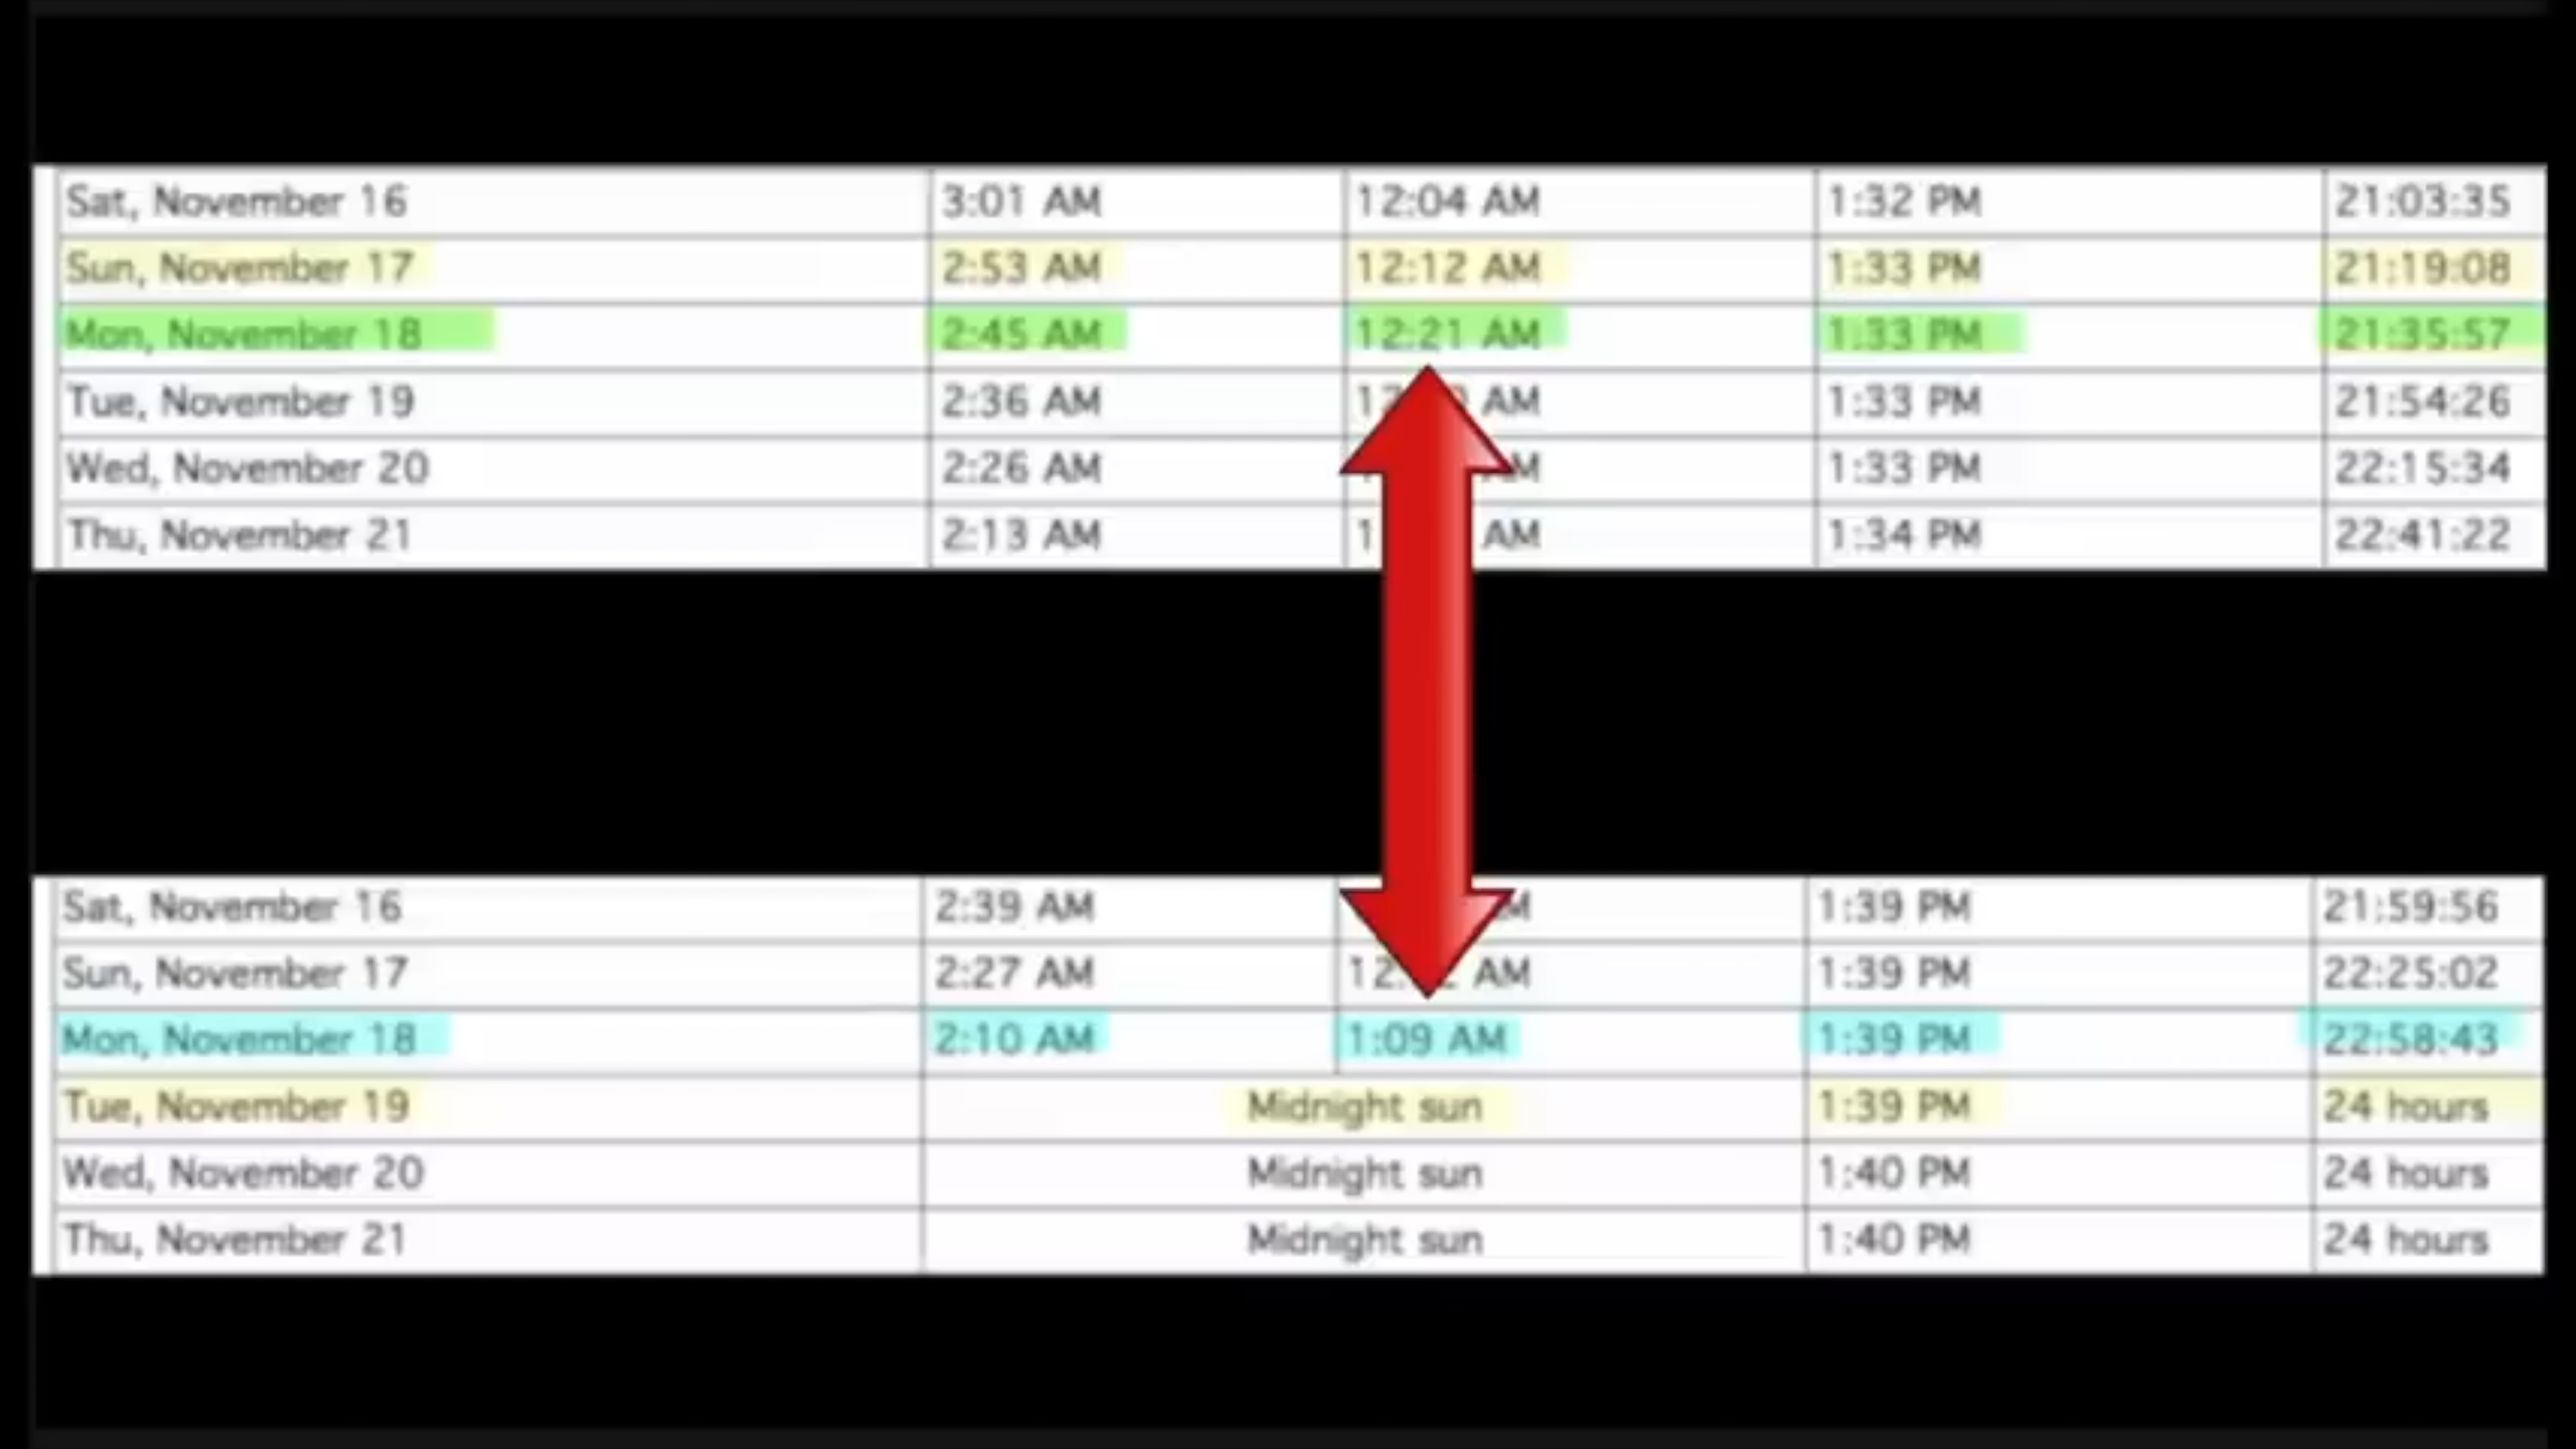 Sat, November 16 3:01 AM 12:04 AM 1:32 PM 21:03:35
Sun, November 17 2:53 AM 12:12 AM 1:33 PM 21:19:08
Mon, November 18 2:45 AM 12:21 AM 1:33 PM 21:35:57
Tue, November 19 2:36 AM AM 1:33 PM 21:54:26
Wed, November 20 2:26 AM 1:33 PM 22:15:34
Thu, November 21 2:13 AM AM 1:34 PM 22:41:22
Sat, November 16 2:39 AM 1:39 PM 21:59:56
Sun, November 17 2:27 AM AM 1:39 PM 22:25:02
Mon, November 18 2:10 AM 1:09 AM 1:39 PM 22:58:43
Tue, November 19 Midnight sun 1:39 PM 24 hours
Wed, November 20 Midnight sun 1:40 PM 24 hours
Thu, November 21 Midnight sun 1:40 PM 24 hours